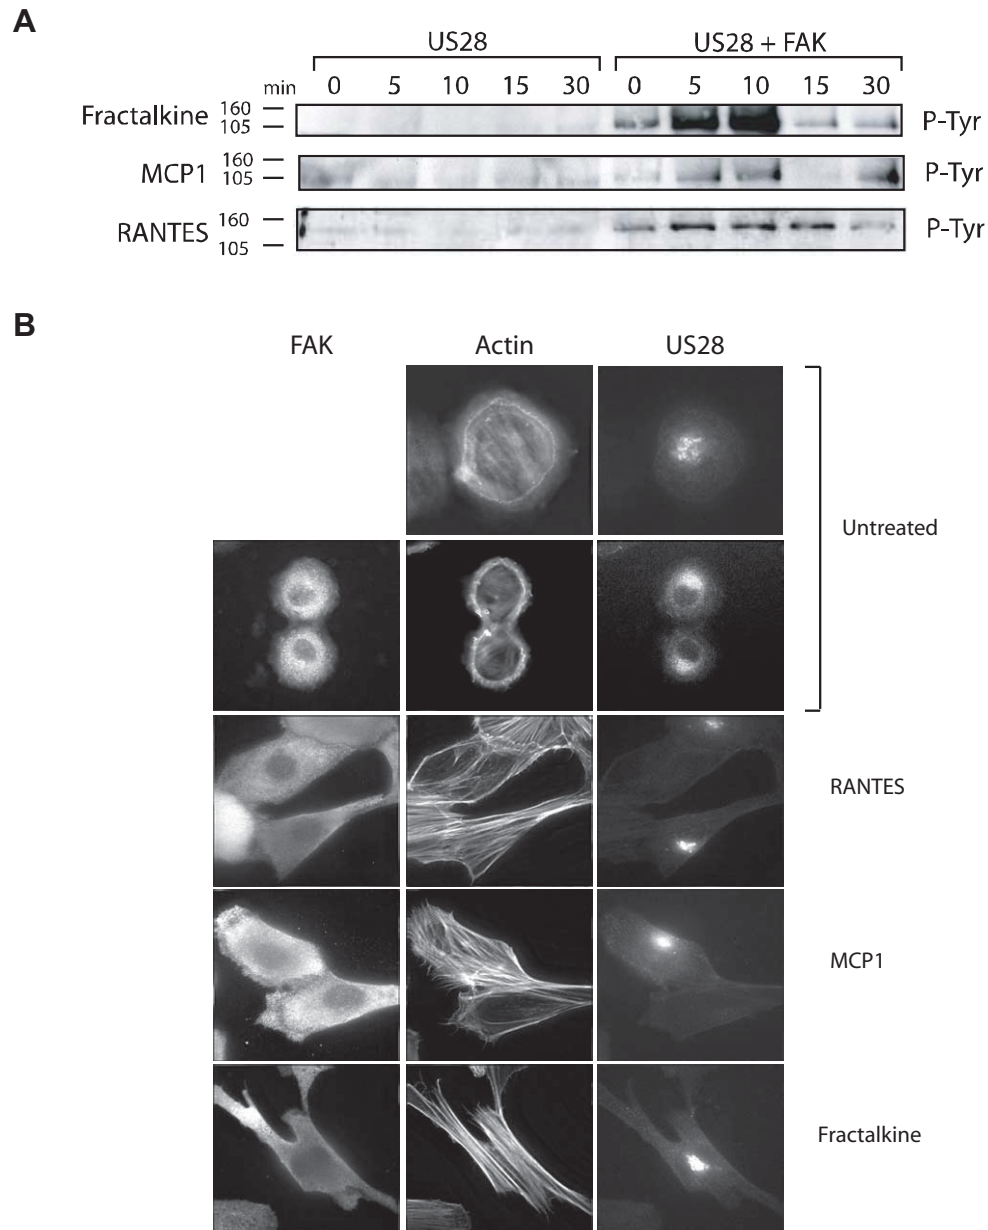 A
US28 US28 + FAK
min 0 5 10 15 30 0 5 10 15 30
Fractalkine 160 105 P-Tyr
MCP1 160 105 P-Tyr
RANTES 160 105 P-Tyr
B
FAK Actin US28
Untreated
RANTES
MCP1
Fractalkine